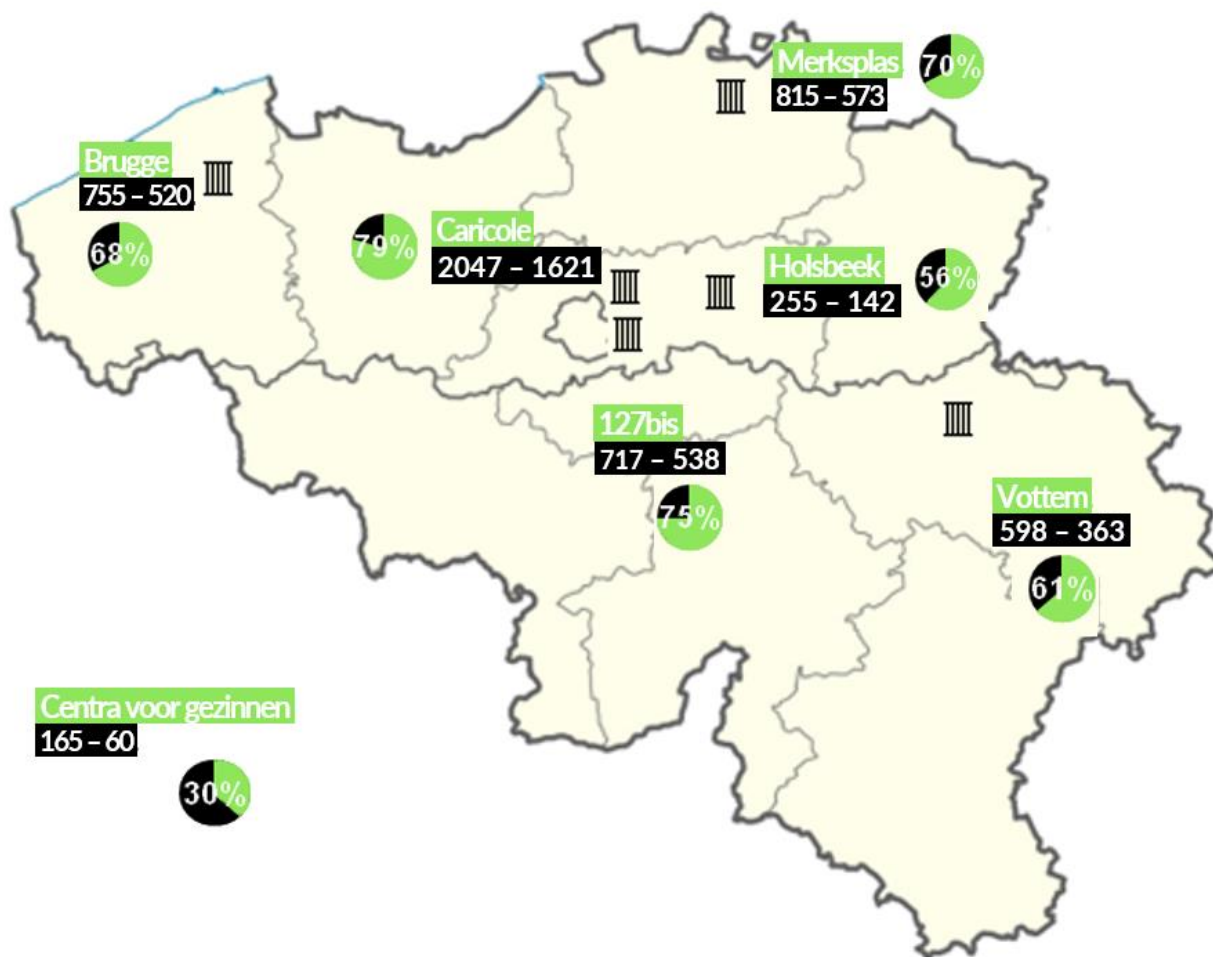 Merksplas
815 – 573
70%
Brugge
755 – 520
68%
79%
Caricole
2047 – 1621
Holsbeek
255 – 142
56%
127bis
717 – 538
75%
Vottem
598 – 363
61%
Centra voor gezinnen
165 – 60
30%